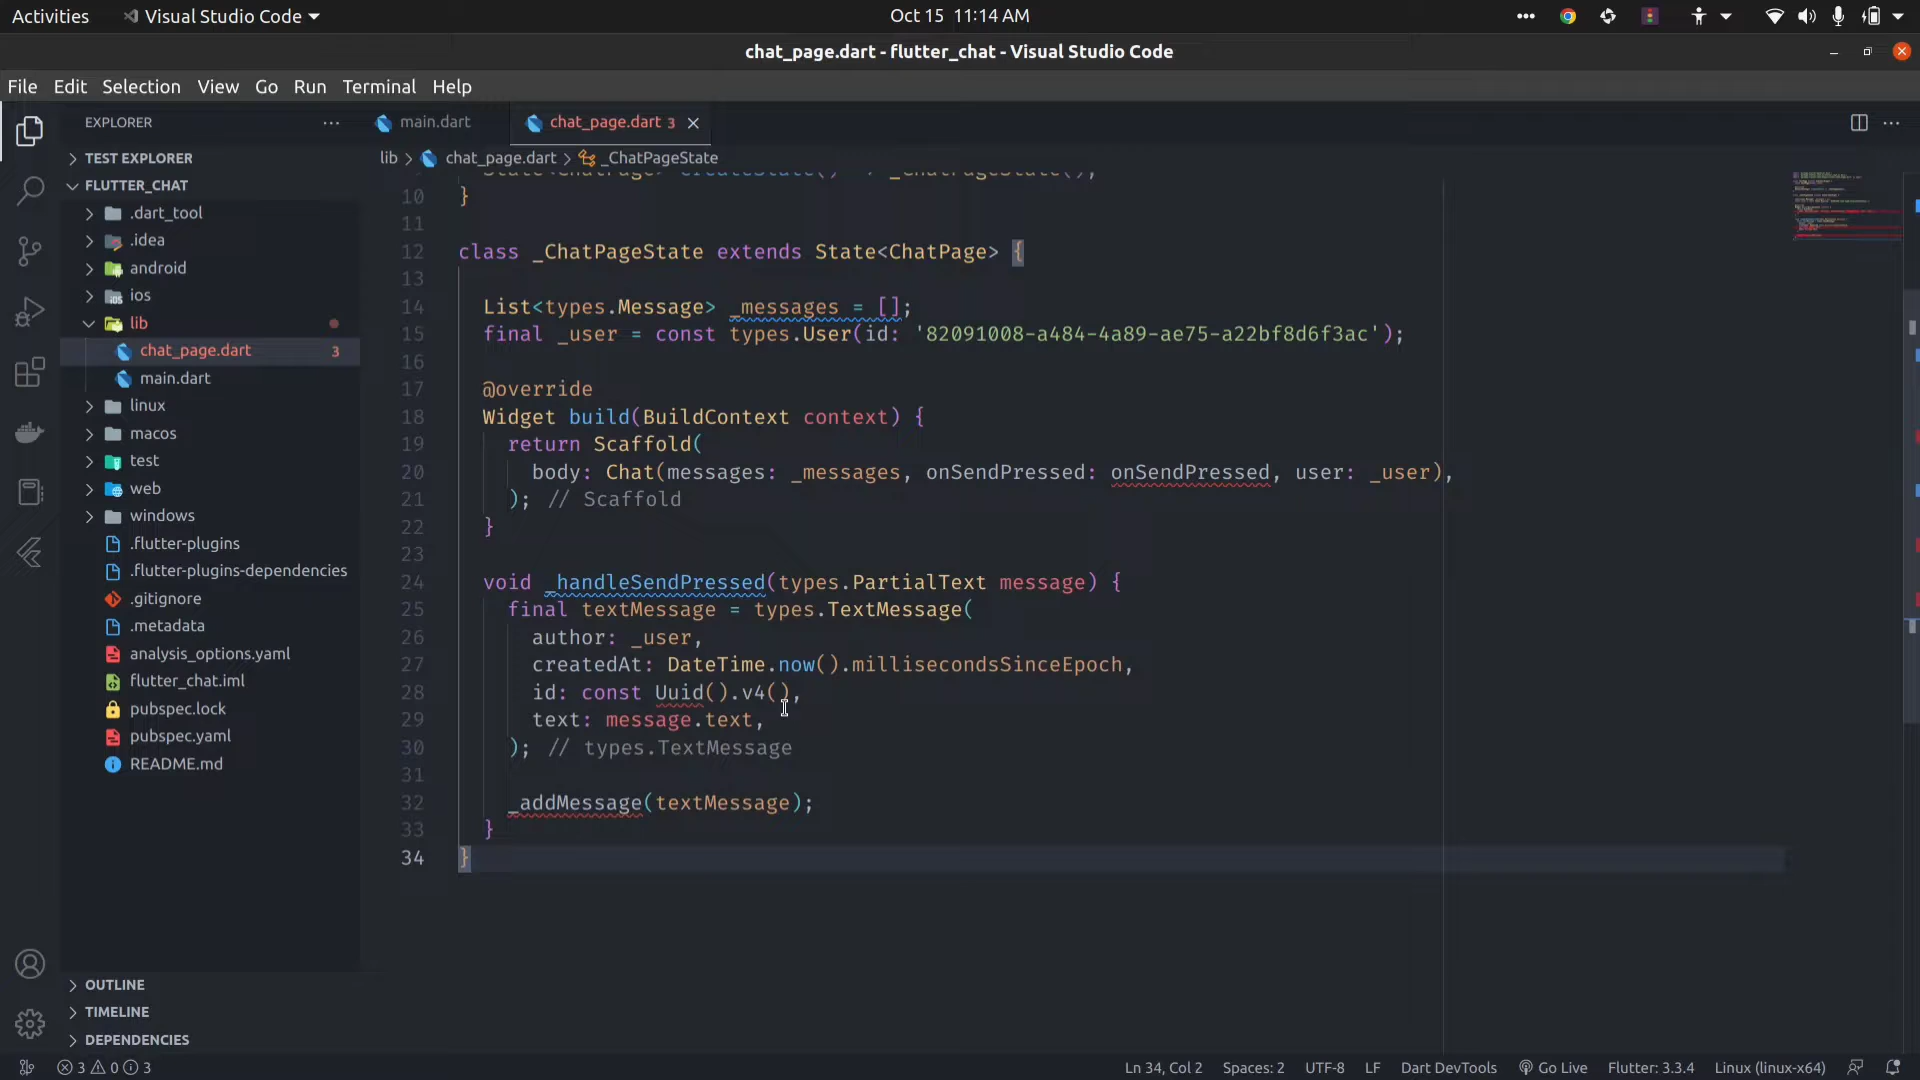 Activities
Visual Studio Code
Oct 15 11:14 AM
chat_page.dart - flutter_chat - Visual Studio Code
File Edit Selection View Go Run Terminal Help
EXPLORER
TEST EXPLORER
FLUTTER_CHAT
.dart_tool
.idea
android
ios
lib
chat_page.dart 3
main.dart
linux
macos
test
web
windows
.flutter-plugins
.flutter-plugins-dependencies
.gitignore
.metadata
analysis_options.yaml
flutter_chat.iml
pubspec.lock
pubspec.yaml
README.md
OUTLINE
TIMELINE
DEPENDENCIES
main.dart
chat_page.dart 3
lib > chat_page.dart > _ChatPageState
State<ChatPage> createState() => _ChatPageState();
10 }
11
12 class _ChatPageState extends State<ChatPage> {
13
14 List<types.Message> _messages = [];
15 final _user = const types.User(id: '82091008-a484-4a89-ae75-a22bf8d6f3ac');
16
17 @override
18 Widget build(BuildContext context) {
19 return Scaffold(
20 body: Chat(messages: _messages, onSendPressed: onSendPressed, user: _user),
21 ); // Scaffold
22 }
23
24 void _handleSendPressed(types.PartialText message) {
25 final textMessage = types.TextMessage(
26 author: _user,
27 createdAt: DateTime.now().millisecondsSinceEpoch,
28 id: const Uuid().v4(),
29 text: message.text,
30 ); // types.TextMessage
31
32 _addMessage(textMessage);
33 }
34 }
3 0 3
Ln 34, Col 2
Spaces: 2
UTF-8
LF
Dart DevTools
Go Live
Flutter: 3.3.4
Linux (linux-x64)